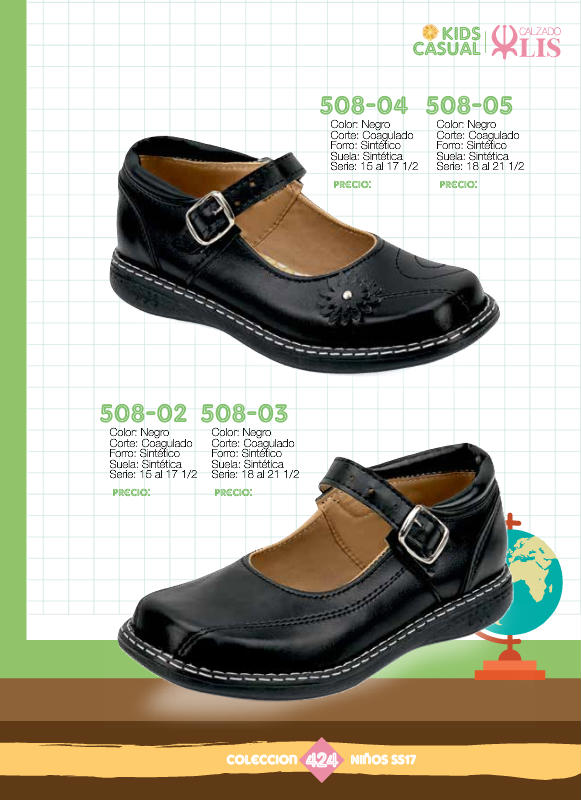 KIDS
CASUAL
CALZADO
LIS
508-04
Color: Negro
Corte: Coagulado
Forro: Sintético
Suela: Sintética
Serie: 15 al 17 1/2
PRECIO:
508-05
Color: Negro
Corte: Coagulado
Forro: Sintético
Suela: Sintética
Serie: 18 al 21 1/2
PRECIO:
508-02
Color: Negro
Corte: Coagulado
Forro: Sintético
Suela: Sintética
Serie: 15 al 17 1/2
PRECIO:
508-03
Color: Negro
Corte: Coagulado
Forro: Sintético
Suela: Sintética
Serie: 18 al 21 1/2
PRECIO:
COLECCION 424 NIÑOS SS17